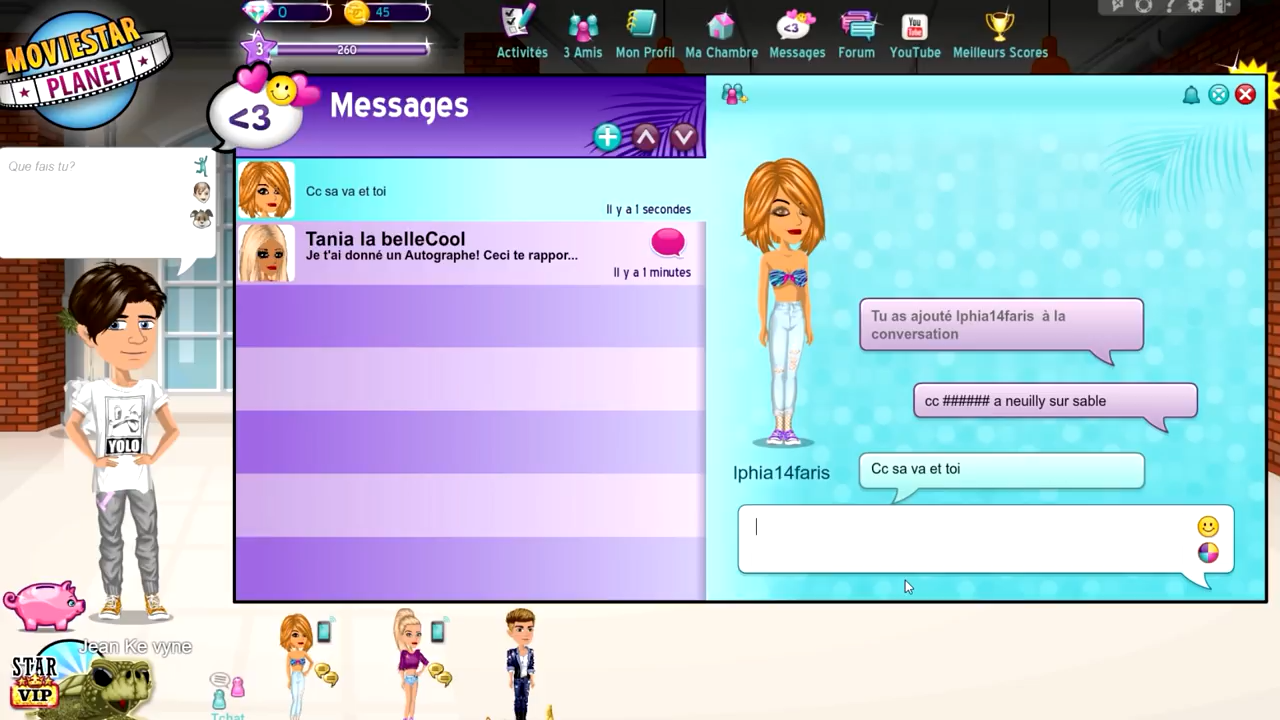 MOVIESTAR
PLANET
0
45
3
260
Activités
3 Amis
Mon Profil
Ma Chambre
<3
Messages
Forum
You
Tube
YouTube
Meilleurs Scores
<3
Messages
Que fais tu?
Cc sa va et toi
Il y a 1 secondes
Tania la belleCool
Je t'ai donné un Autographe! Ceci te rappor...
Il y a 1 minutes
Tu as ajouté Iphia14faris à la
conversation
cc ###### a neuilly sur sable
Cc sa va et toi
Iphia14faris
YOLO
Jean Ke vyne
STAR
VIP
Tchat